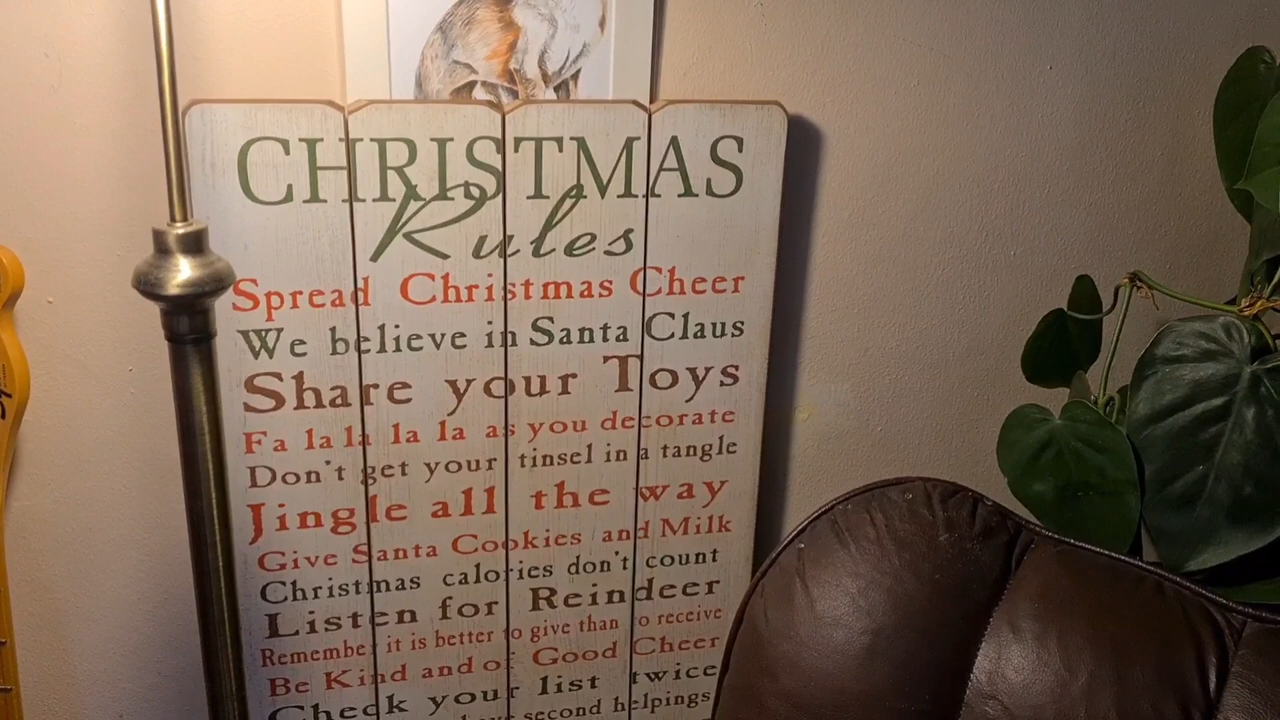 CHRISTMAS
Rules
Spread Christmas Cheer
We believe in Santa Claus
Share your Toys
Fa la la la la as you decorate
Don't get your tinsel in a tangle
Jingle all the way
Give Santa Cookies and Milk
Christmas calories don't count
Listen for Reindeer
Remember it is better to give than to receive
Be Kind and of Good Cheer
Check your list twice
second helpings